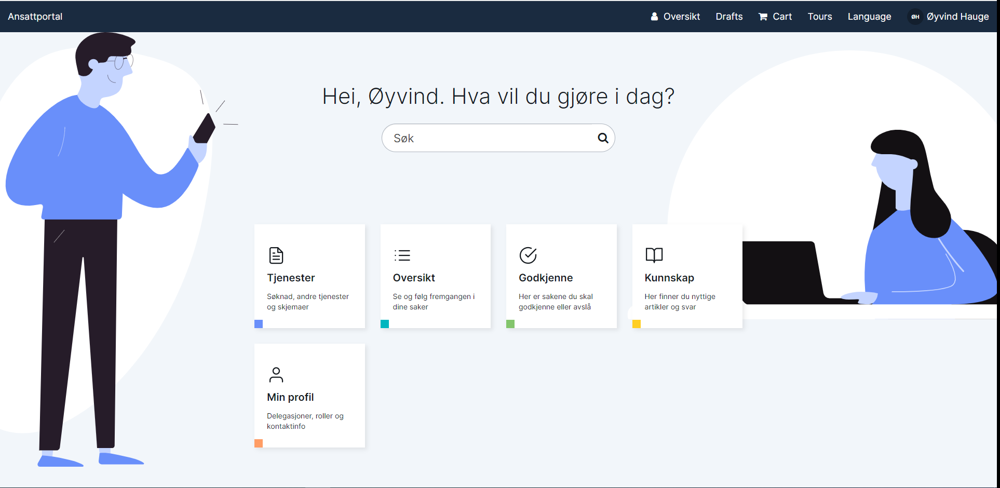 Ansattportal
Oversikt
Drafts
Cart
Tours
Language
ØH
Øyvind Hauge
Hei, Øyvind. Hva vil du gjøre i dag?
Søk
Tjenester
Søknad, andre tjenester
og skjemaer
Oversikt
Se og følg fremgangen i
dine saker
Godkjenne
Her er sakene du skal
godkjenne eller avslå
Kunnskap
Her finner du nyttige
artikler og svar
Min profil
Delegasjoner, roller og
kontaktinfo